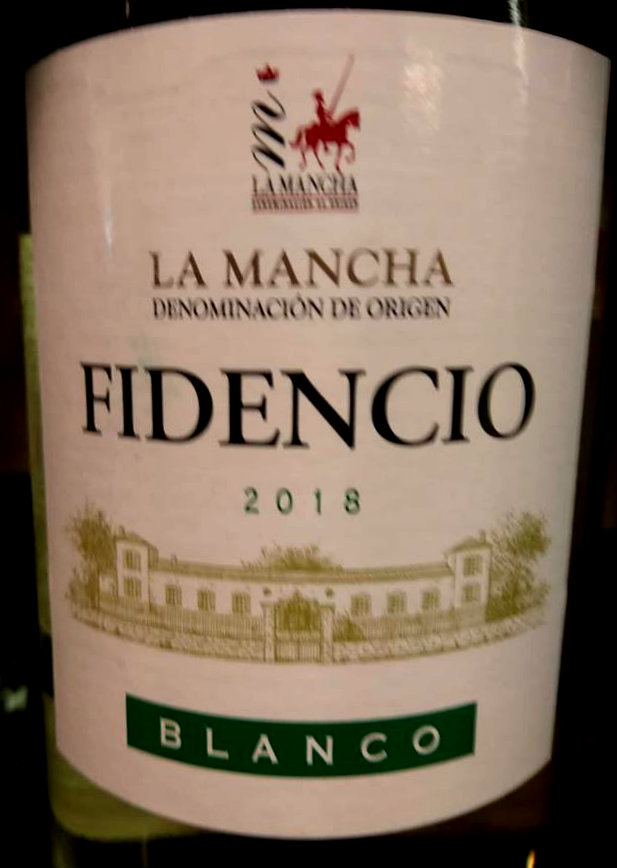 m
LA MANCHA
LA MANCHA
DENOMINACIÓN DE ORIGEN
FIDENCIO
2018
BLANCO